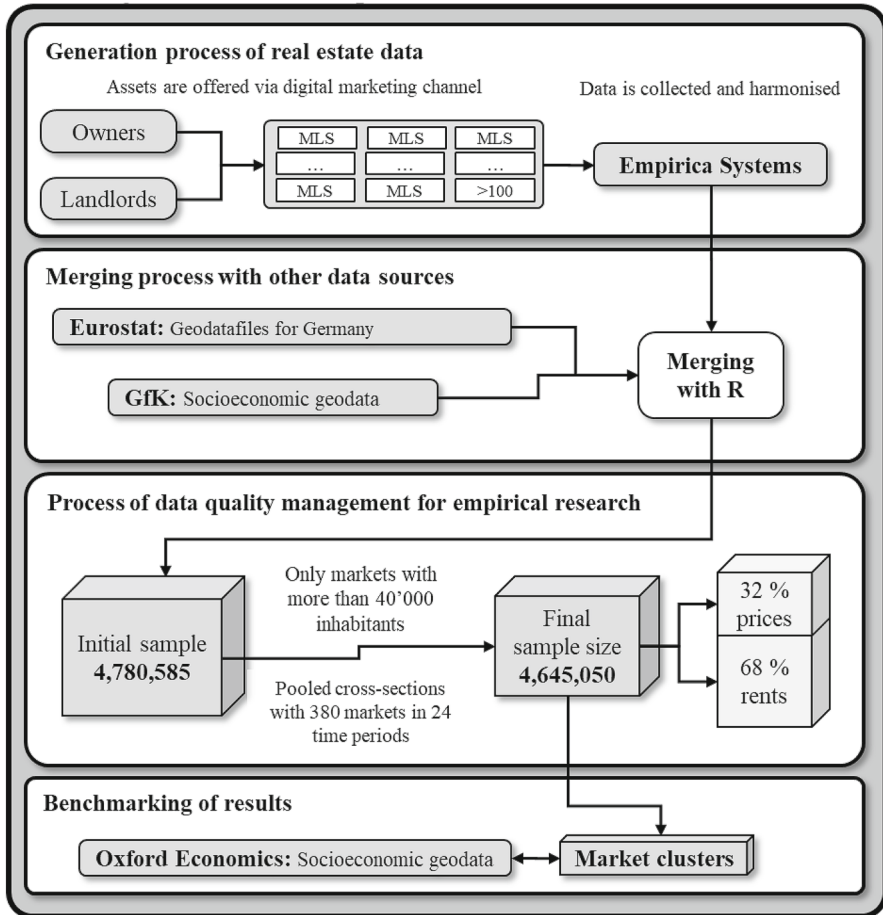 Generation process of real estate data
Assets are offered via digital marketing channel
Data is collected and harmonised
Owners
Landlords
MLS MLS MLS
... ... ...
MLS MLS >100
Empirica Systems
Merging process with other data sources
Eurostat: Geodatafiles for Germany
GfK: Socioeconomic geodata
Merging
with R
Process of data quality management for empirical research
Initial sample
4,780,585
Only markets with
more than 40’000
inhabitants
Pooled cross-sections
with 380 markets in 24
time periods
Final
sample size
4,645,050
32 %
prices
68 %
rents
Benchmarking of results
Oxford Economics: Socioeconomic geodata
Market clusters